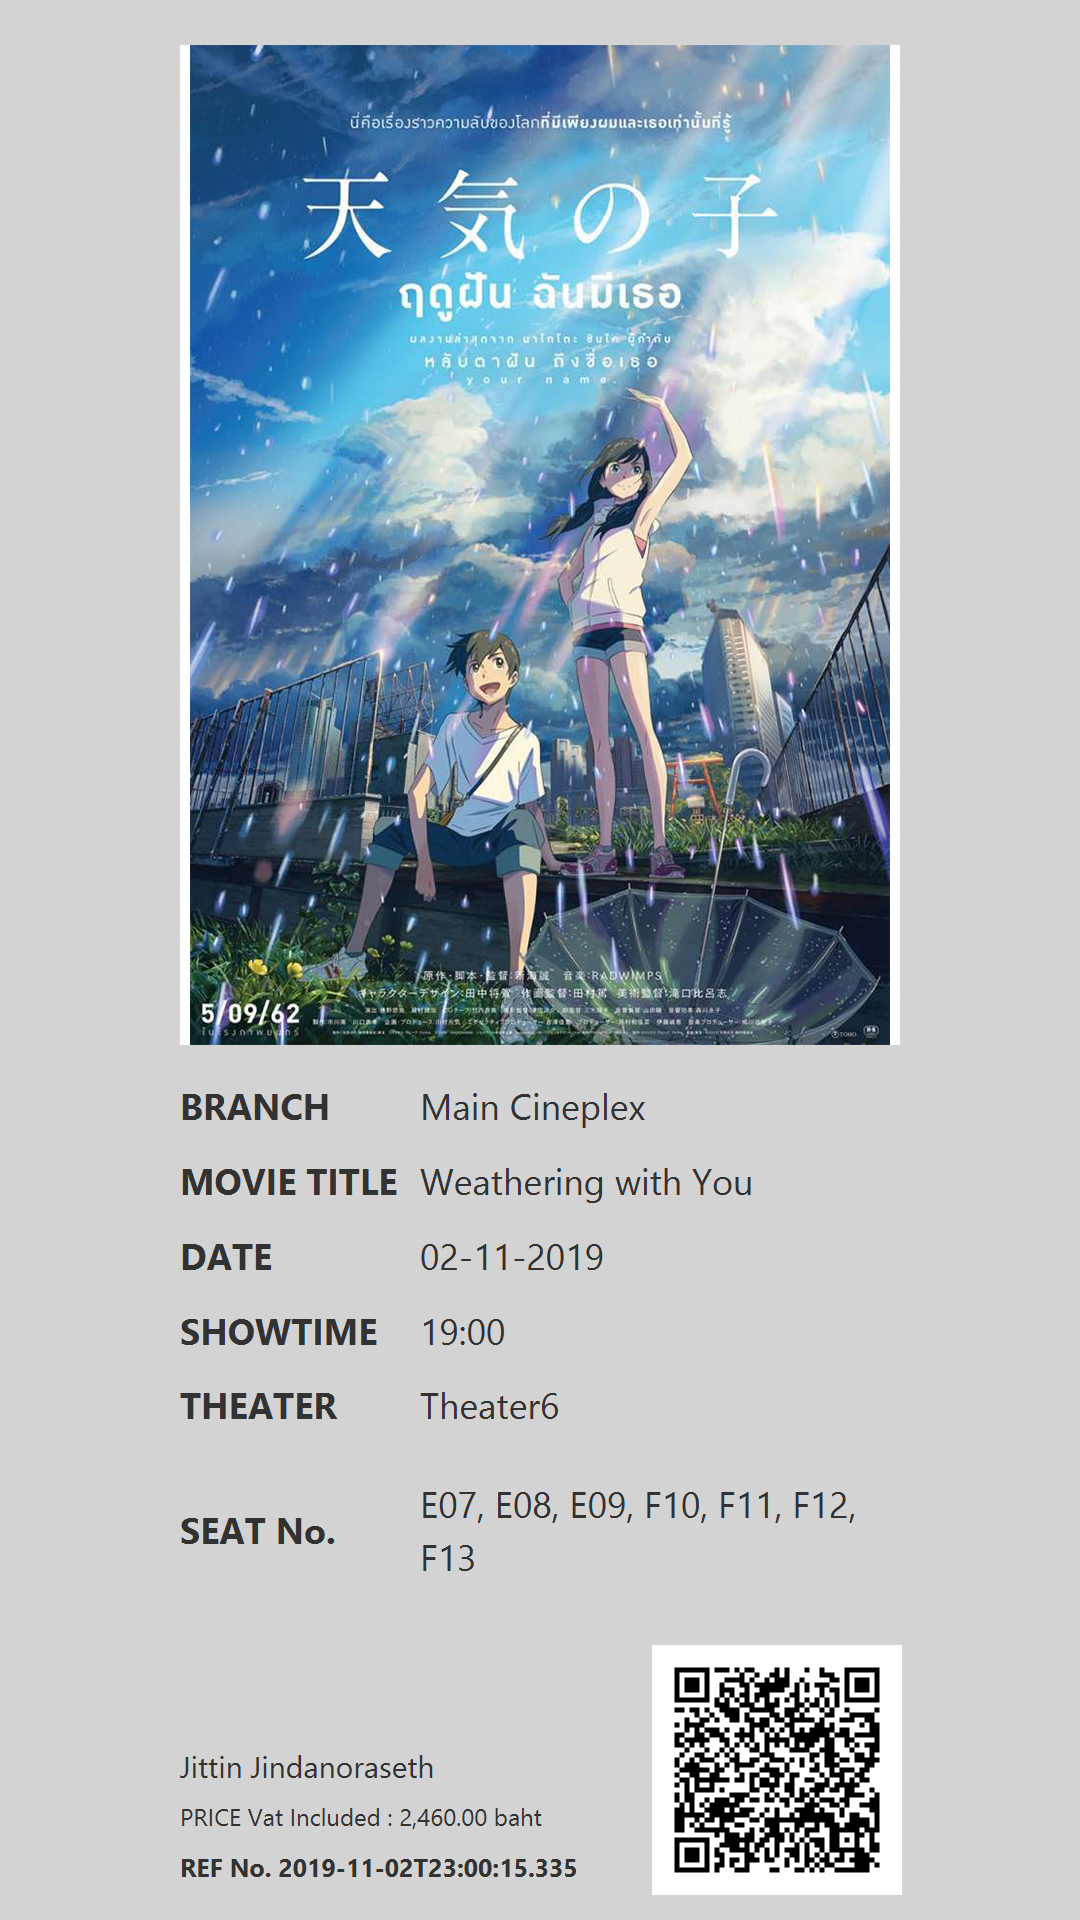 นี่คือเรื่องราวความลับของโลกที่มีเพียงผมและเธอเท่านั้นที่รู้
天気の子
ฤดูฝัน ฉันมีเธอ
ผลงานล่าสุดจาก มาโกโตะ ชินไค ผู้กำกับ
หลับตาฝัน ถึงชื่อเธอ
your name.
原作・脚本・監督:新海誠 音楽:RADWIMPS
キャラクターデザイン:田中将賀 作画監督:田村篤 美術監督:滝口比呂志
5/09/62
ในโรงภาพยนตร์
TOHO
BRANCH Main Cineplex
MOVIE TITLE Weathering with You
DATE 02-11-2019
SHOWTIME 19:00
THEATER Theater6
SEAT No. E07, E08, E09, F10, F11, F12,
F13
Jittin Jindanoraseth
PRICE Vat Included : 2,460.00 baht
REF No. 2019-11-02T23:00:15.335